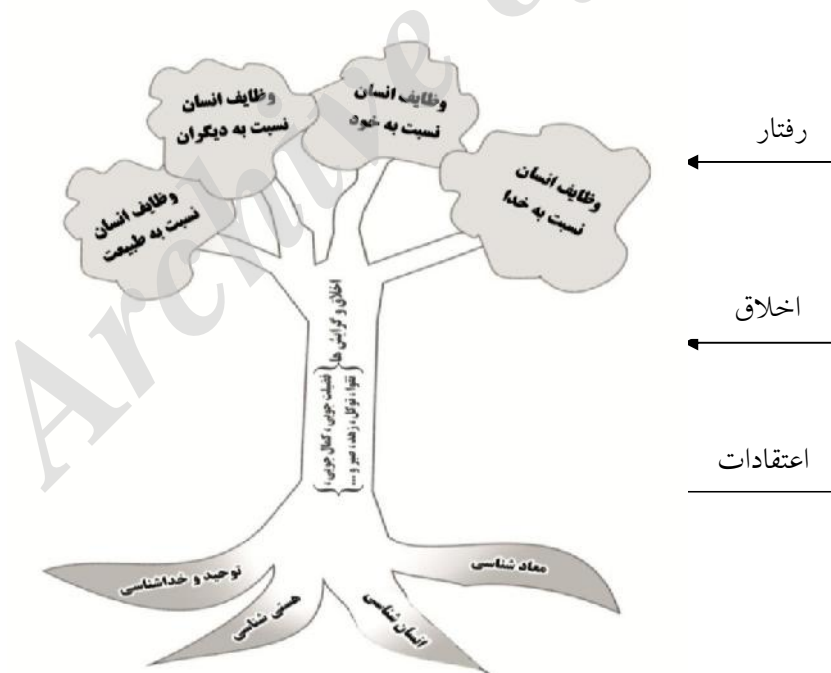 وظایف انسان
نسبت به خدا
وظایف انسان
نسبت به خود
وظایف انسان
نسبت به دیگران
وظایف انسان
نسبت به طبیعت
رفتار
اخلاق و گرایش ها
{فضیلت جویی، کمال جویی،
تقوا، توکل، زهد، صبر و ...}
اخلاق
اعتقادات
معاد شناسی
انسان شناسی
هستی شناسی
توحید و خداشناسی
Archive of